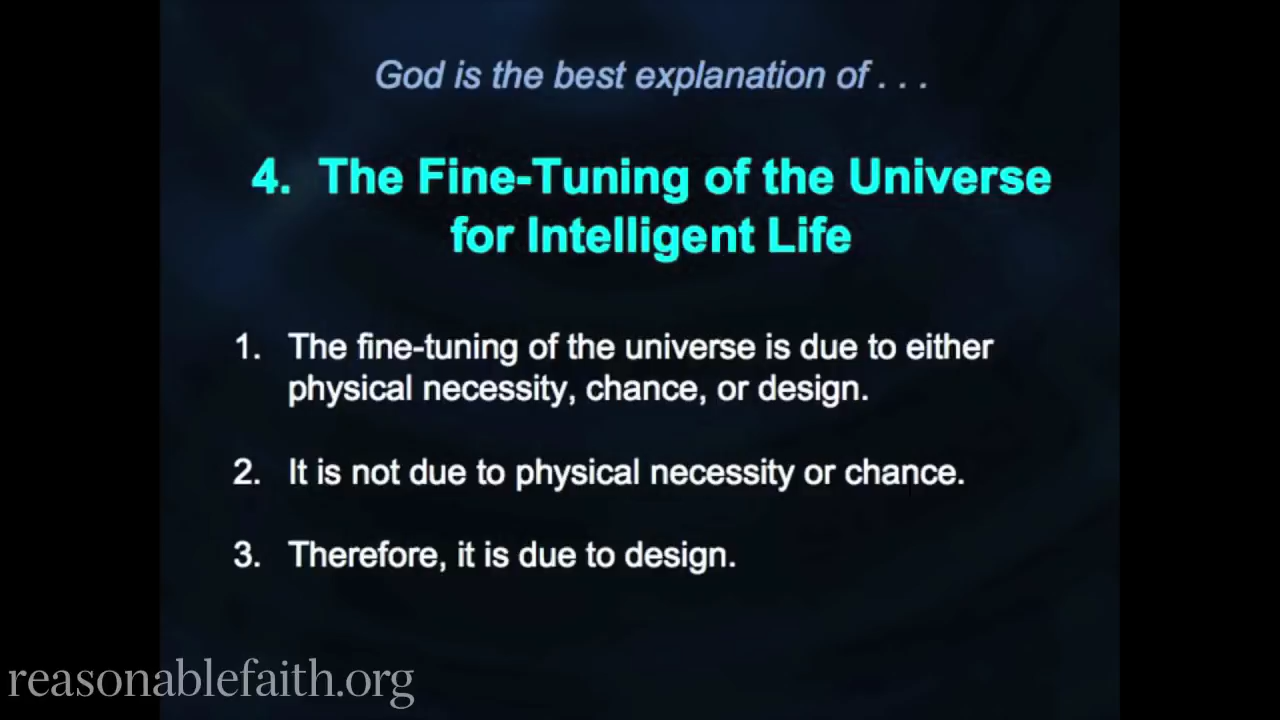 God is the best explanation of . . .
4. The Fine-Tuning of the Universe
for Intelligent Life
1. The fine-tuning of the universe is due to either
physical necessity, chance, or design.
2. It is not due to physical necessity or chance.
3. Therefore, it is due to design.
reasonablefaith.org